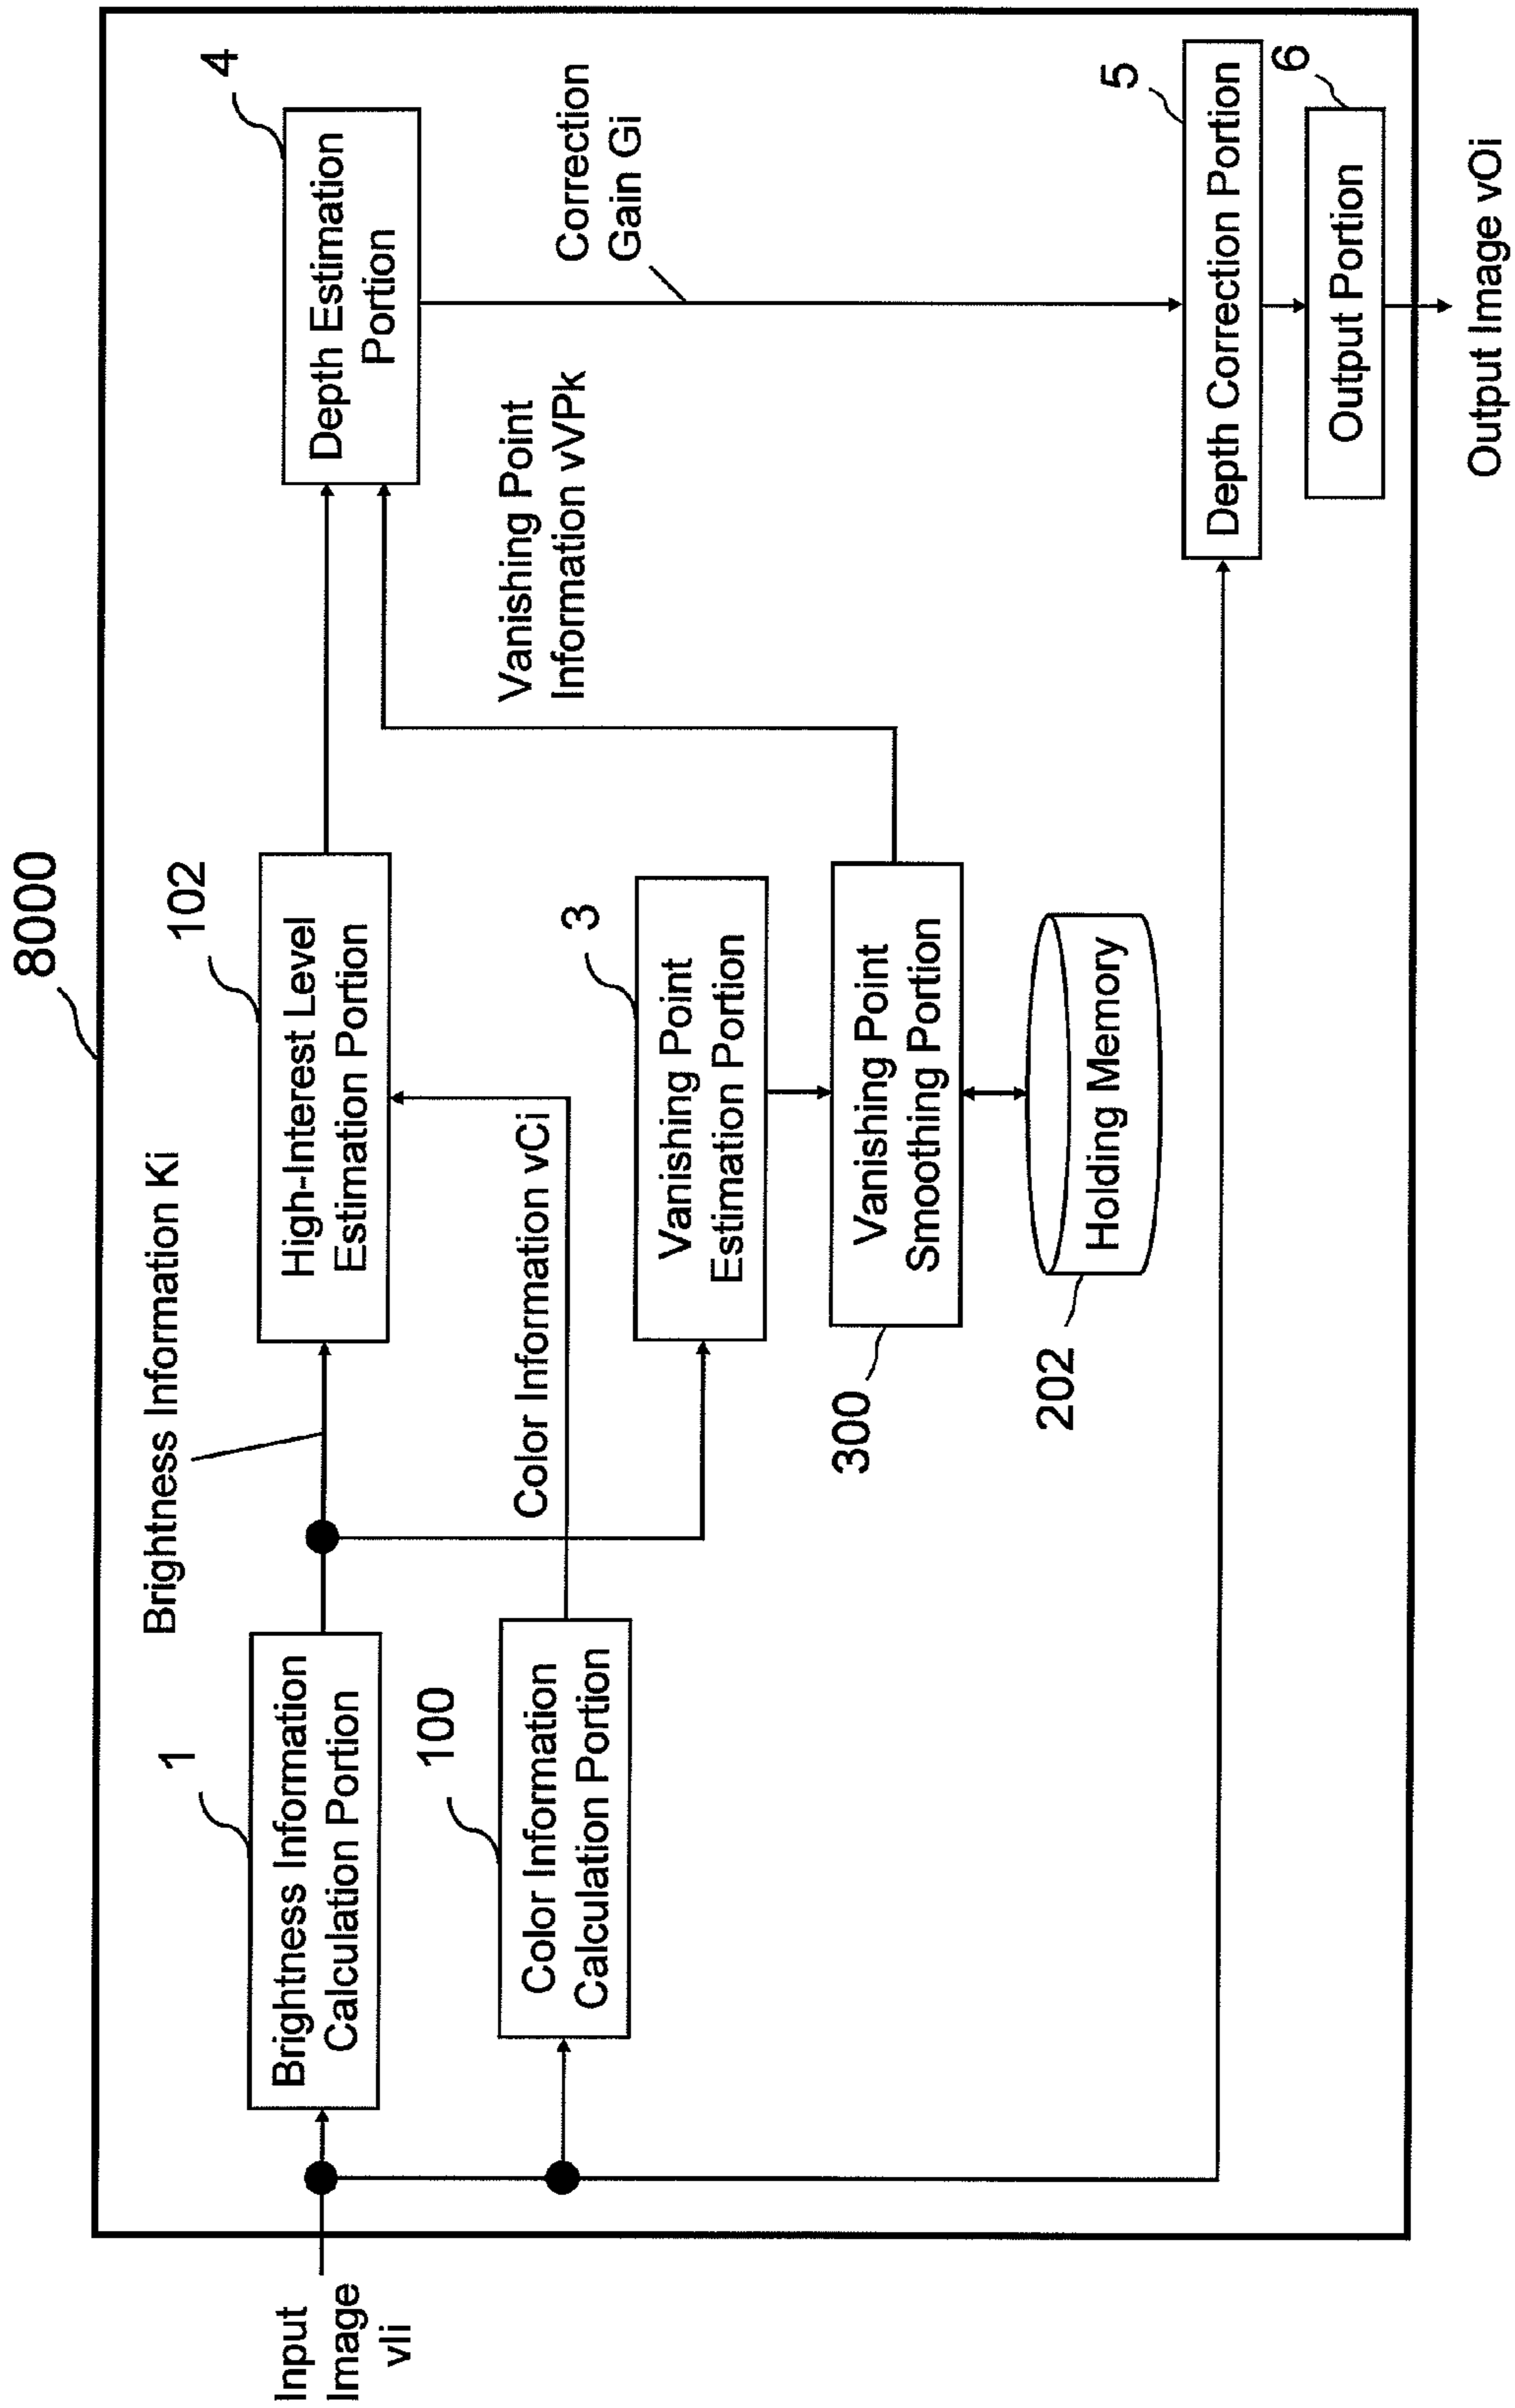 8000
Input
Image
vIi
1
Brightness Information
Calculation Portion
Brightness Information Ki
102
High-Interest Level
Estimation Portion
4
Depth Estimation
Portion
100
Color Information
Calculation Portion
Color Information vCi
3
Vanishing Point
Estimation Portion
Vanishing Point
Information vVPk
Correction
Gain Gi
300
Vanishing Point
Smoothing Portion
202
Holding Memory
5
Depth Correction Portion
6
Output Portion
Output Image vOi